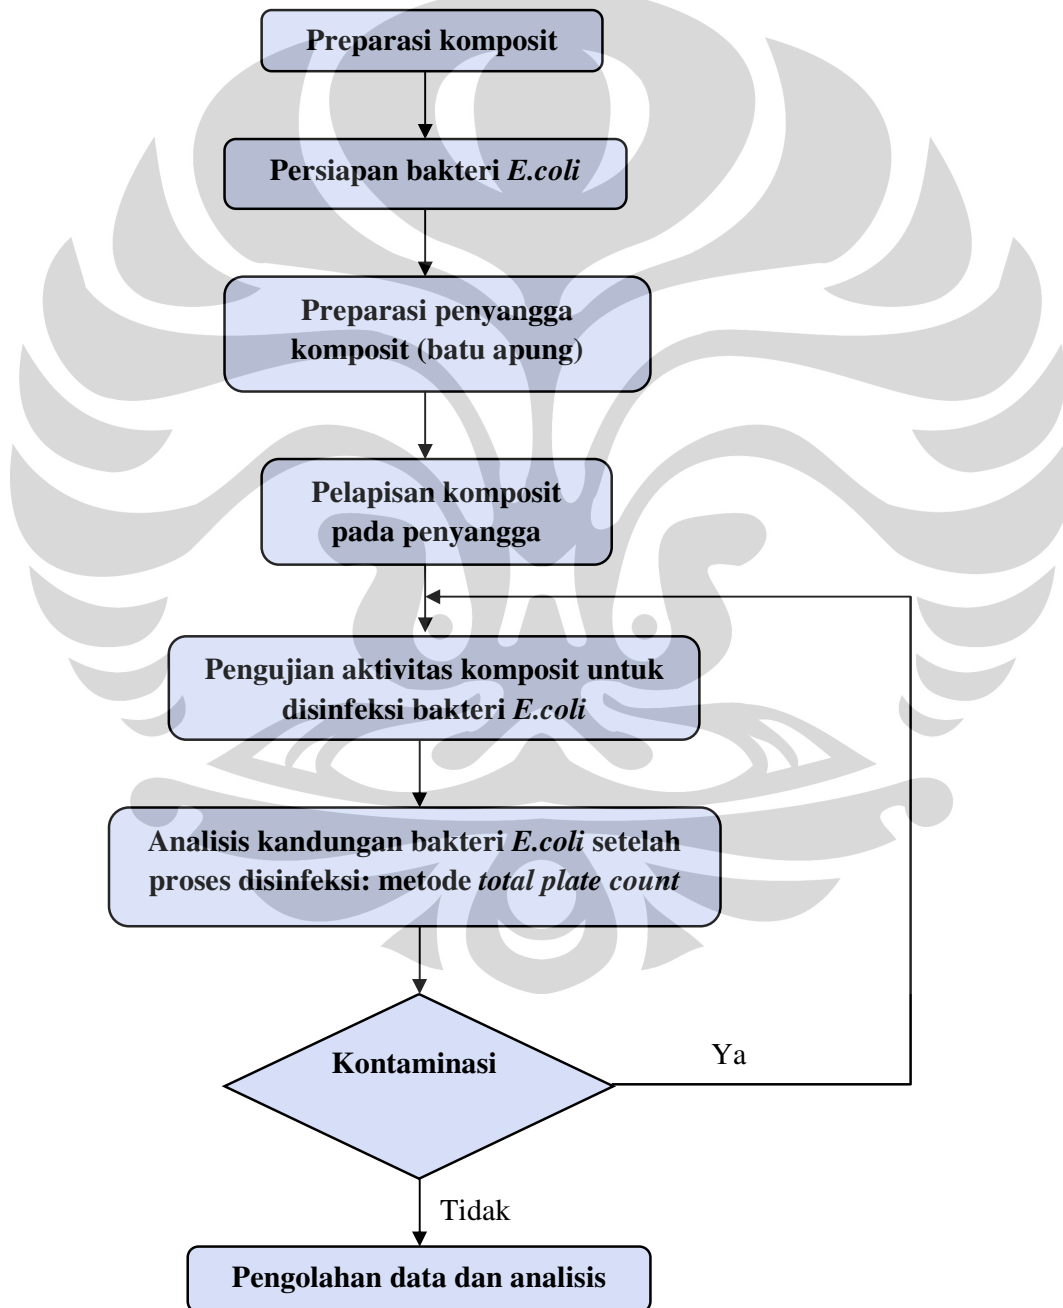 Preparasi komposit
Persiapan bakteri E.coli
Preparasi penyangga
komposit (batu apung)
Pelapisan komposit
pada penyangga
Pengujian aktivitas komposit untuk
disinfeksi bakteri E.coli
Analisis kandungan bakteri E.coli setelah
proses disinfeksi: metode total plate count
Kontaminasi
Ya
Tidak
Pengolahan data dan analisis